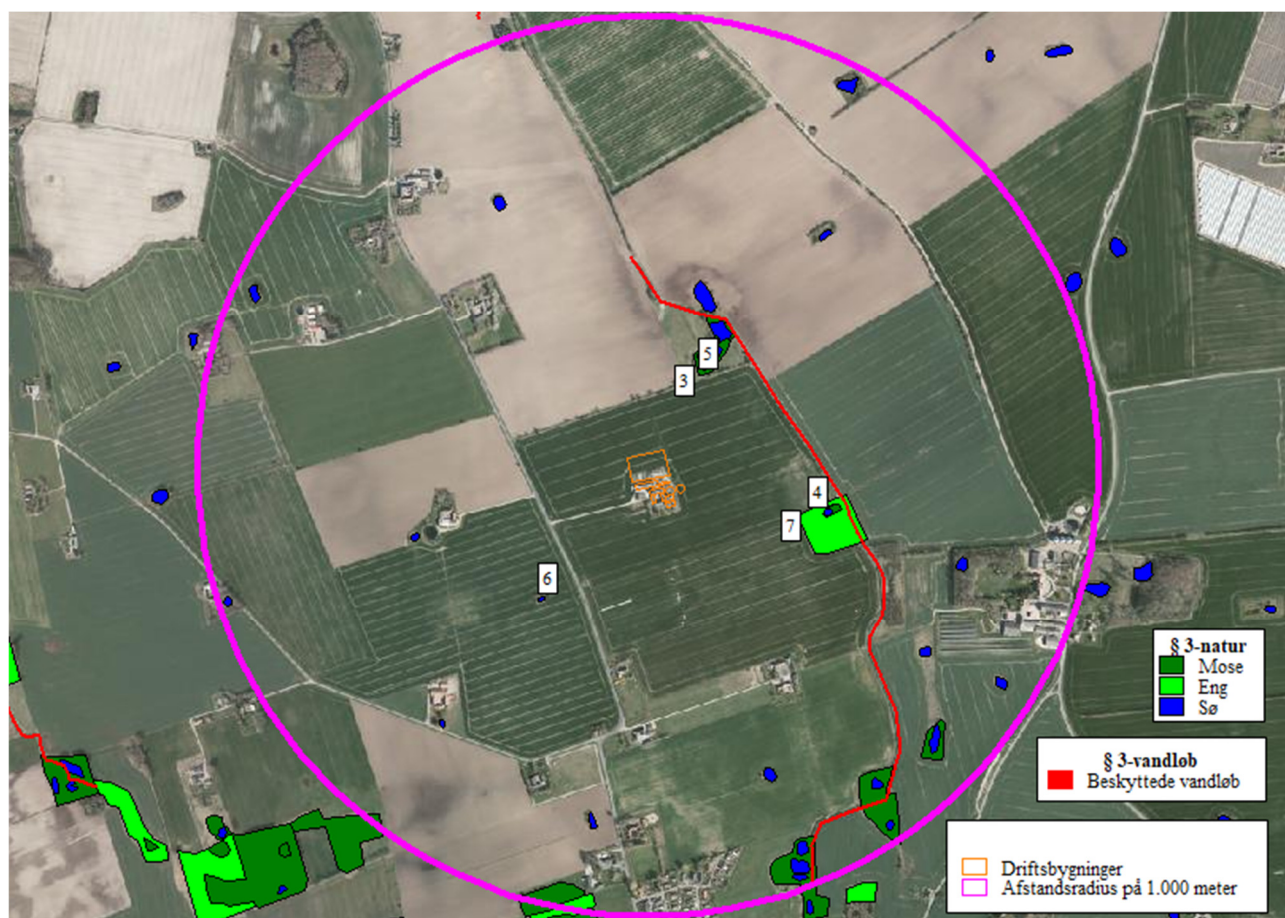 5
3
4
7
6
§ 3-natur
Mose
Eng
Sø
§ 3-vandløb
Beskyttede vandløb
Driftsbygninger
Afstandsradius på 1.000 meter